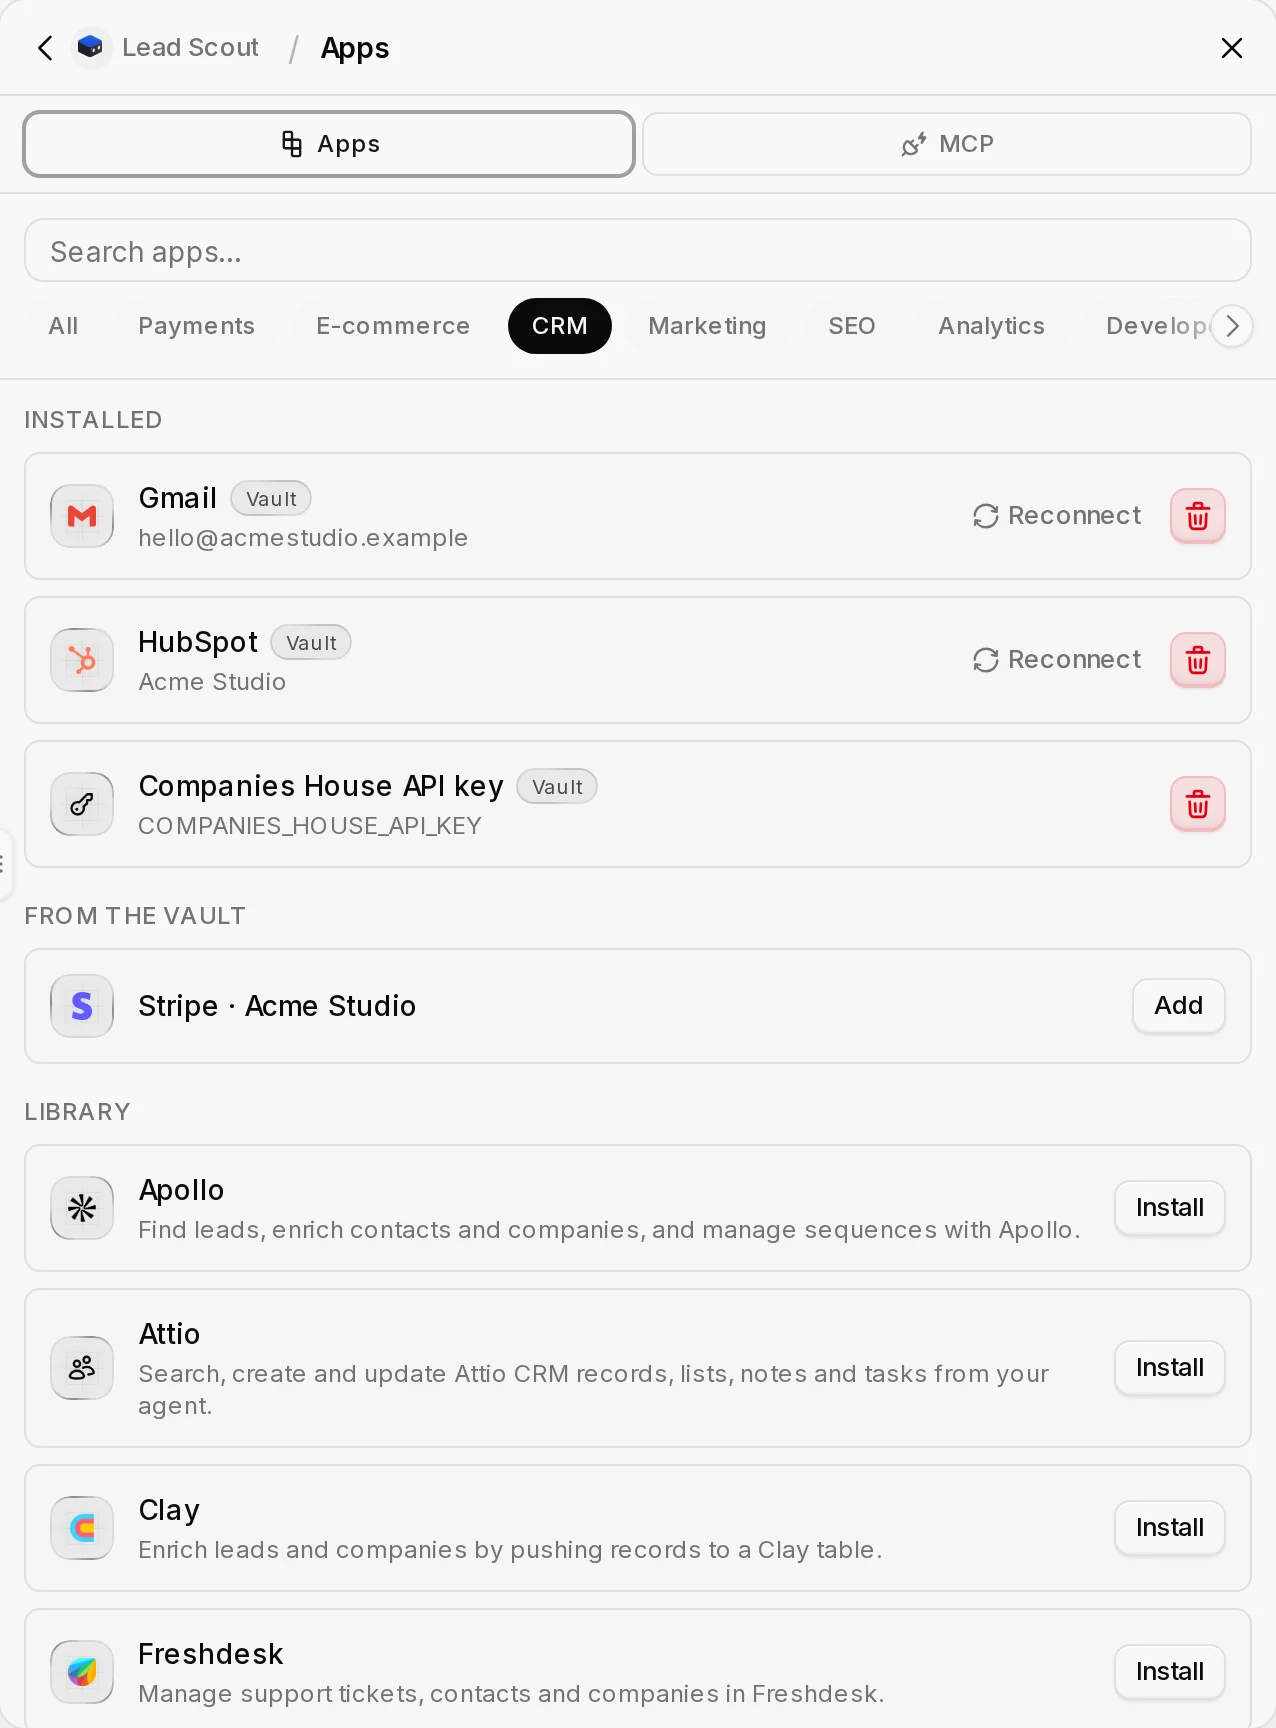 Lead Scout / Apps
Apps
MCP
Search apps...
All
Payments
E-commerce
CRM
Marketing
SEO
Analytics
Develop
INSTALLED
Gmail Vault
hello@acmestudio.example
Reconnect
HubSpot Vault
Acme Studio
Reconnect
Companies House API key Vault
COMPANIES_HOUSE_API_KEY
FROM THE VAULT
Stripe · Acme Studio
Add
LIBRARY
Apollo
Find leads, enrich contacts and companies, and manage sequences with Apollo.
Install
Attio
Search, create and update Attio CRM records, lists, notes and tasks from your
agent.
Install
Clay
Enrich leads and companies by pushing records to a Clay table.
Install
Freshdesk
Manage support tickets, contacts and companies in Freshdesk.
Install